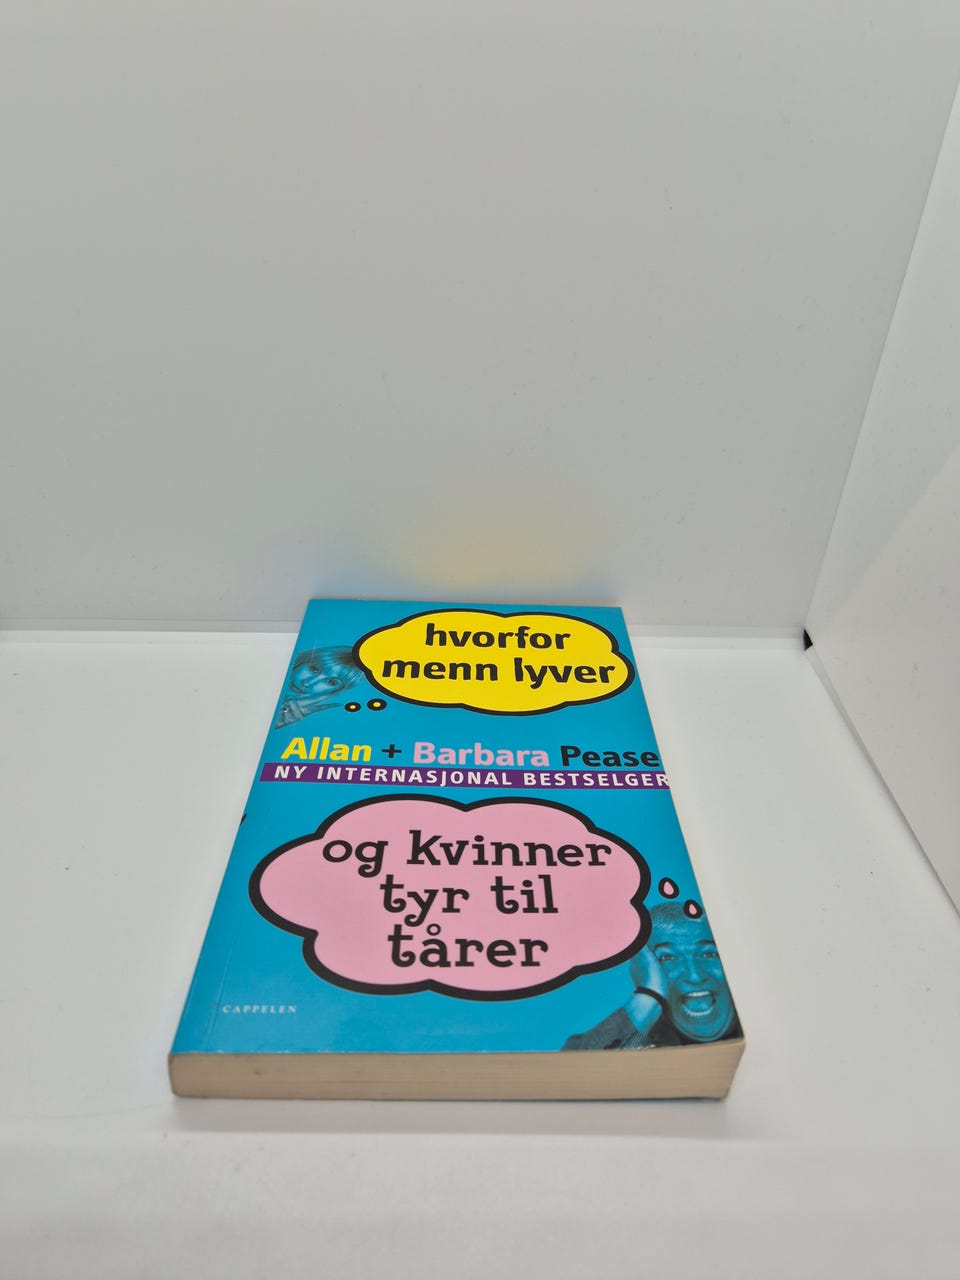 hvorfor
menn lyver
Allan + Barbara Pease
NY INTERNASJONAL BESTSELGER
og kvinner
tyr til
tårer
CAPPELEN